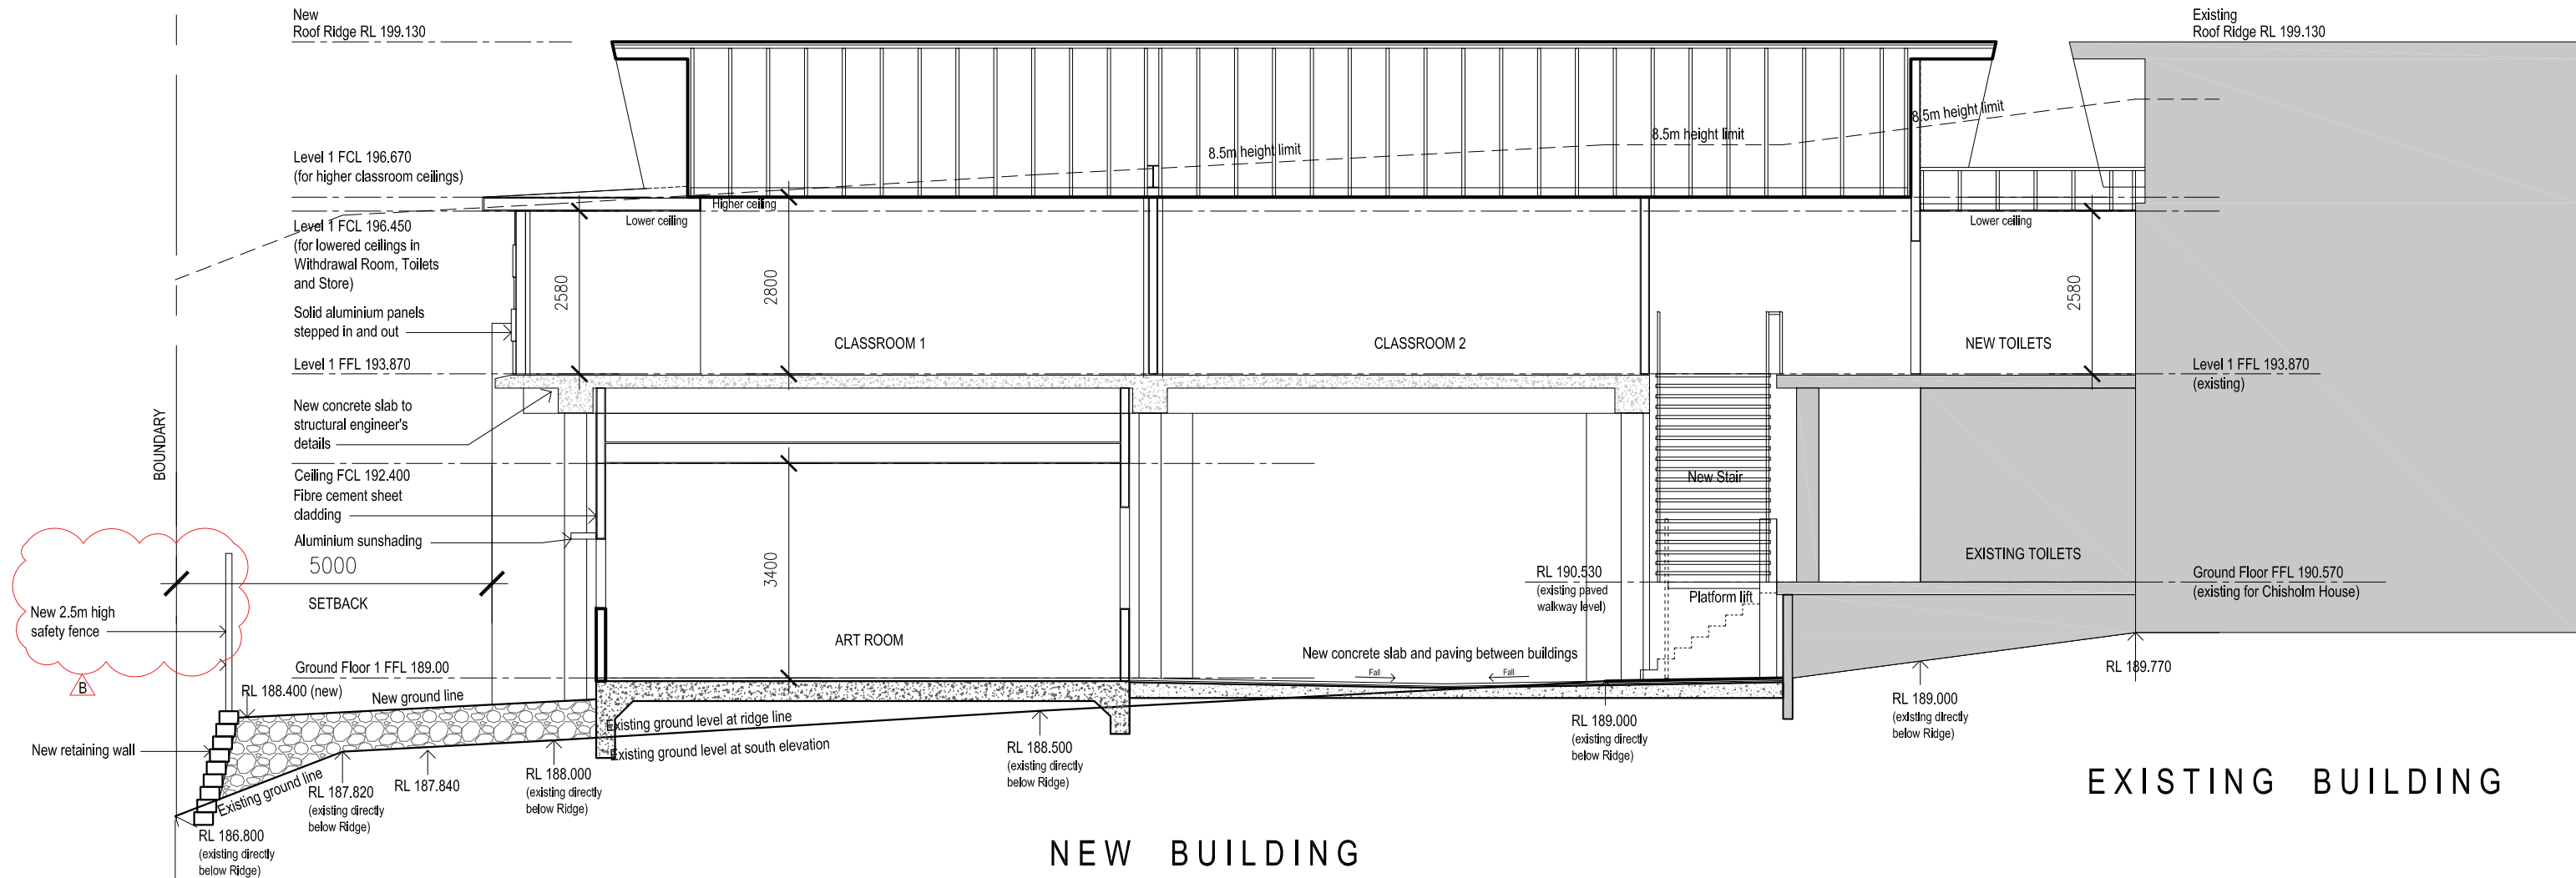 New
Roof Ridge RL 199.130
Existing
Roof Ridge RL 199.130
8.5m height limit
8.5m height limit
8.5m height limit
Level 1 FCL 196.670
(for higher classroom ceilings)
Higher ceiling
Lower ceiling
Lower ceiling
Level 1 FCL 196.450
(for lowered ceilings in
Withdrawal Room, Toilets
and Store)
2580
2800
2580
Solid aluminium panels
stepped in and out
CLASSROOM 1
CLASSROOM 2
NEW TOILETS
Level 1 FFL 193.870
Level 1 FFL 193.870
(existing)
New concrete slab to
structural engineer's
details
BOUNDARY
Ceiling FCL 192.400
Fibre cement sheet
cladding
Aluminium sunshading
New Stair
5000
SETBACK
3400
EXISTING TOILETS
RL 190.530
(existing paved
walkway level)
Platform lift
Ground Floor FFL 190.570
(existing for Chisholm House)
New 2.5m high
safety fence
ART ROOM
New concrete slab and paving between buildings
Fall
Fall
Ground Floor 1 FFL 189.00
B
RL 188.400 (new)
New ground line
RL 189.770
RL 189.000
(existing directly
below Ridge)
Existing ground level at ridge line
Existing ground level at south elevation
RL 189.000
(existing directly
below Ridge)
RL 188.500
(existing directly
below Ridge)
New retaining wall
Existing ground line
RL 187.820
(existing directly
below Ridge)
RL 187.840
RL 188.000
(existing directly
below Ridge)
RL 186.800
(existing directly
below Ridge)
EXISTING BUILDING
NEW BUILDING